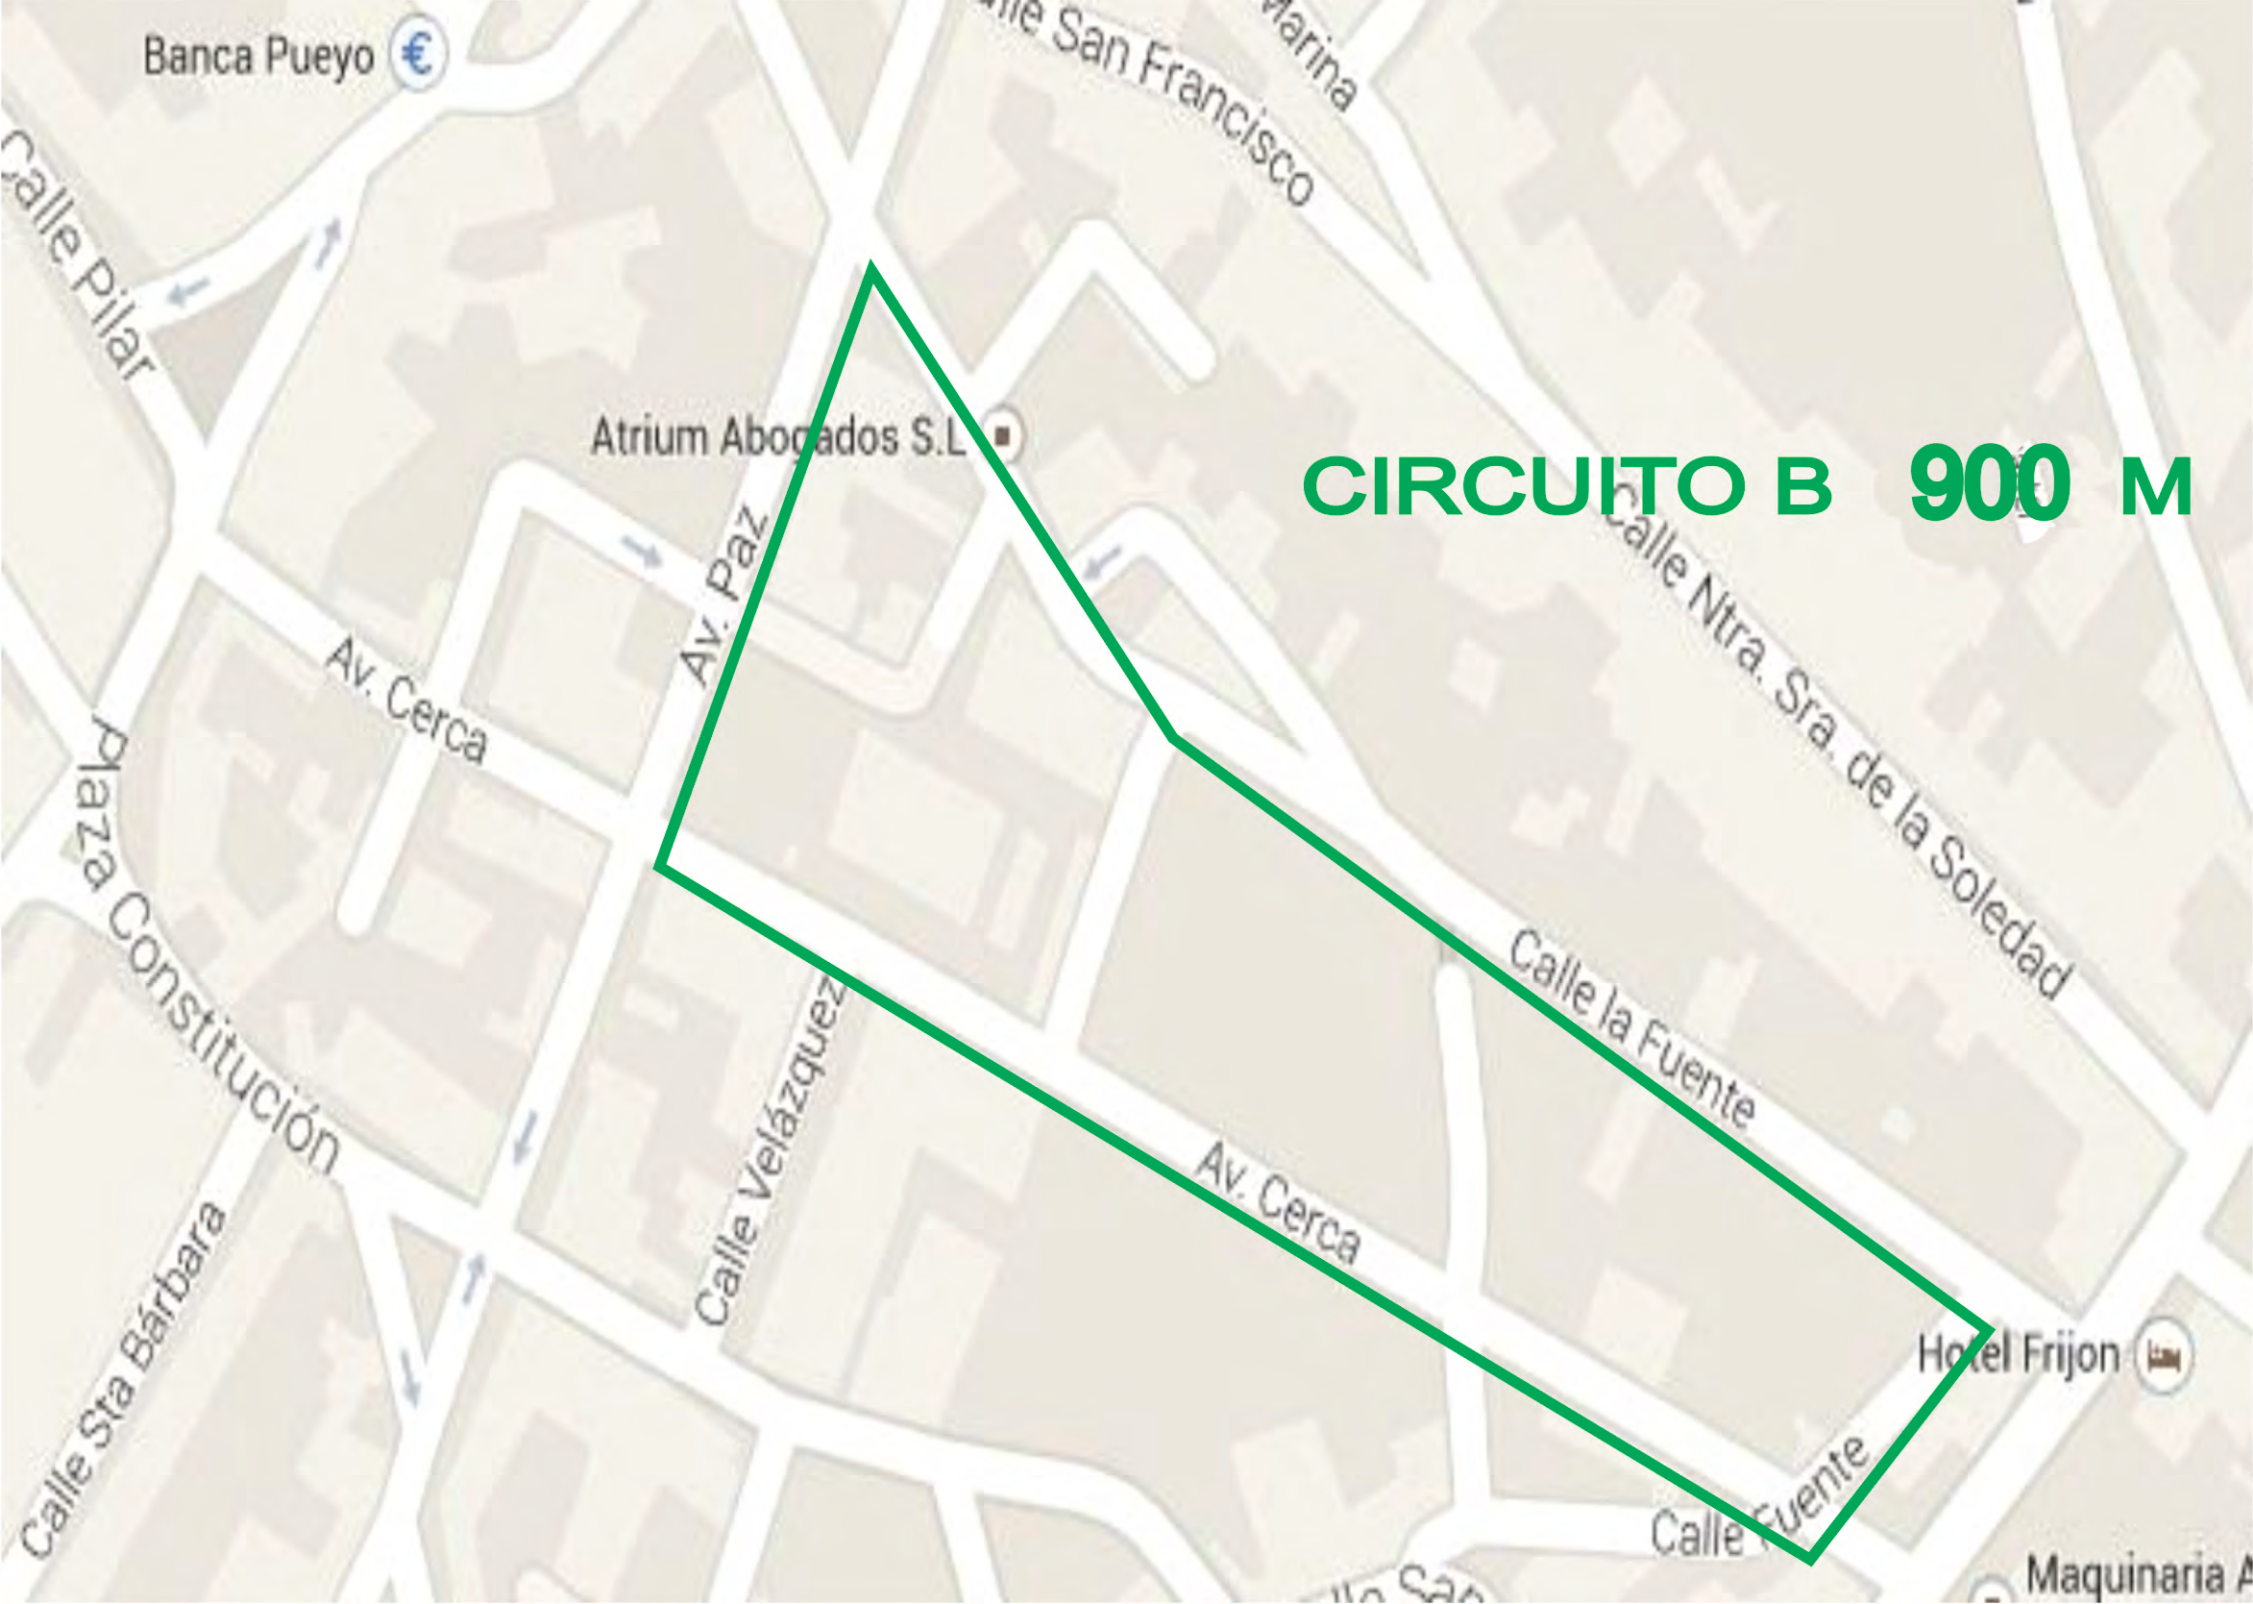 Banca Pueyo
San Francisco
Marina
Calle Pilar
Atrium Abogados S.L
CIRCUITO B 900 M
Av. Paz
Calle Ntra. Sra. de la Soledad
Av. Cerca
Plaza Constitución
Calle la Fuente
Calle Velázquez
Av. Cerca
Calle Sta Bárbara
Hotel Frijon
Calle Fuente
Maquinaria A
San